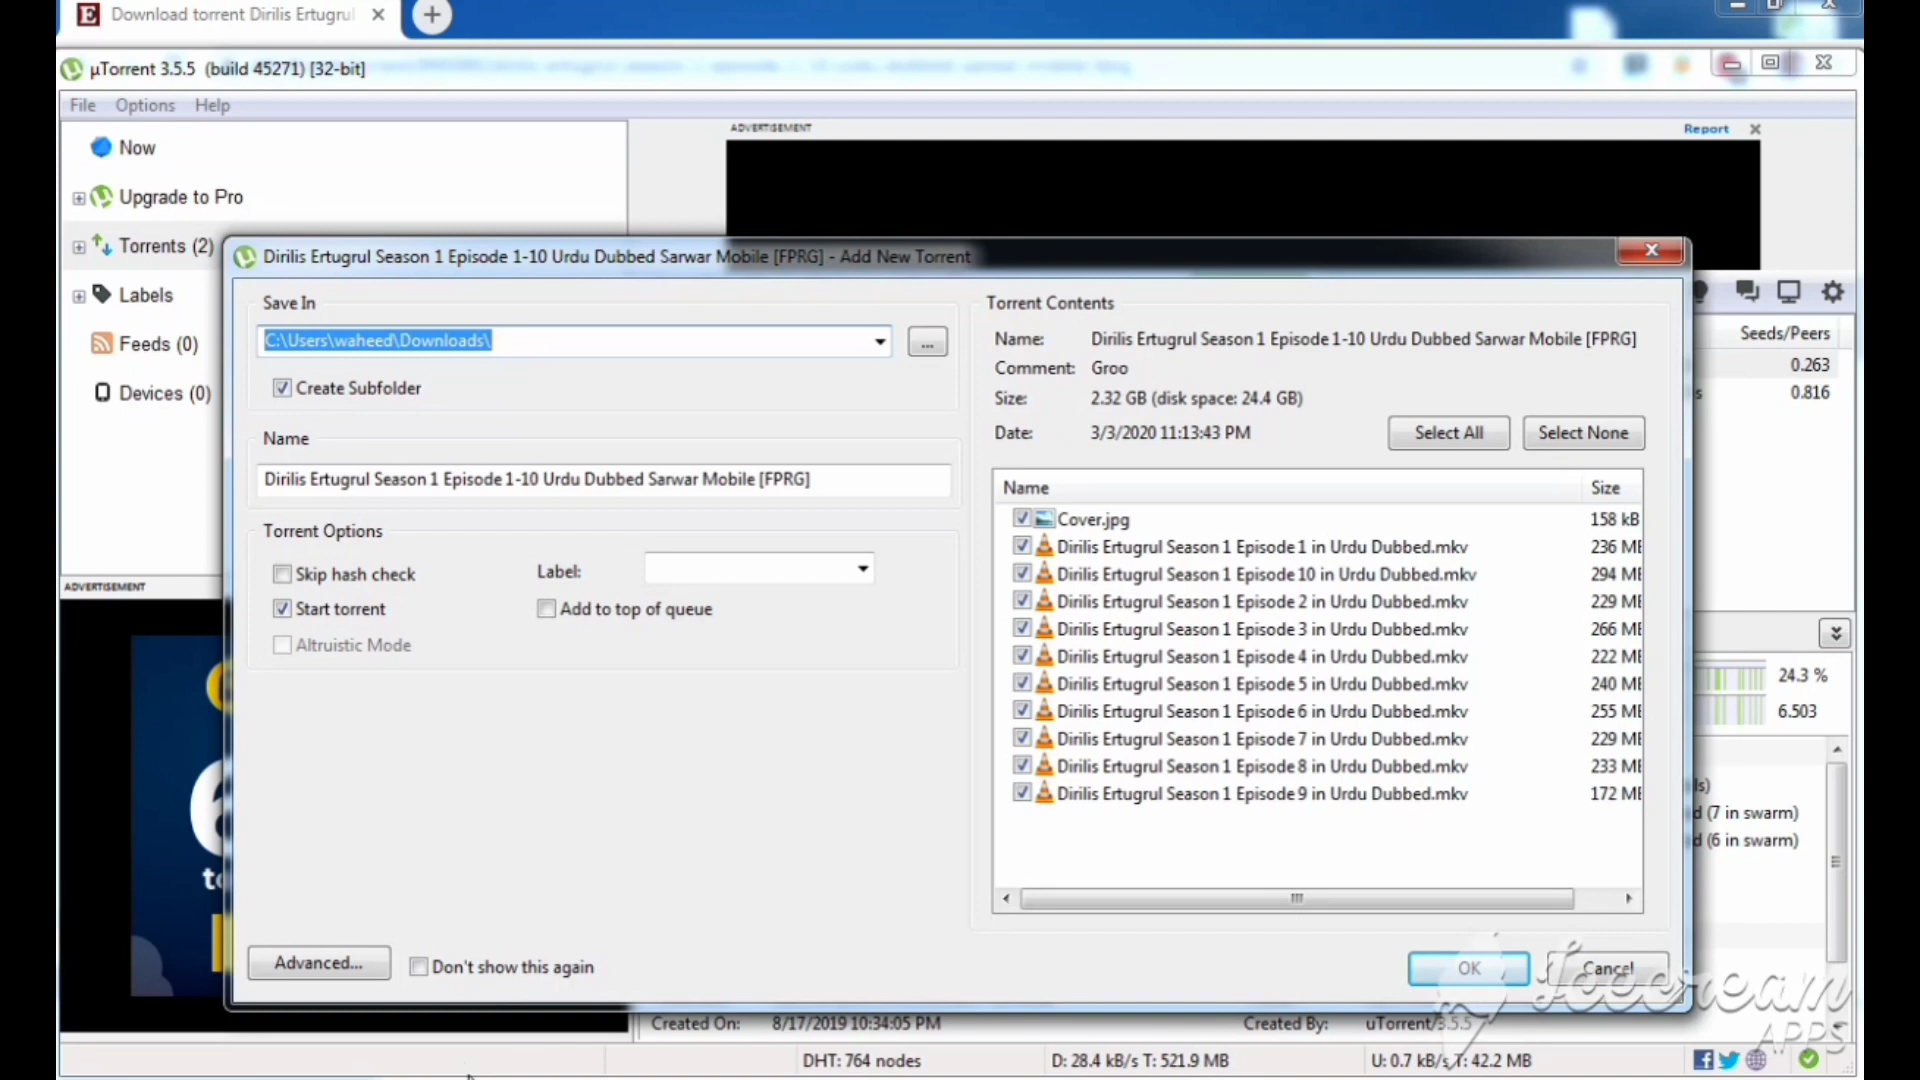 Download torrent Dirilis Ertugrul
µTorrent 3.5.5 (build 45271) [32-bit]
File Options Help
ADVERTISEMENT
Report
Now
Upgrade to Pro
Torrents (2)
Labels
Feeds (0)
Devices (0)
ADVERTISEMENT
Dirilis Ertugrul Season 1 Episode 1-10 Urdu Dubbed Sarwar Mobile [FPRG] - Add New Torrent
Save In
C:\Users\waheed\Downloads\
...
Create Subfolder
Name
Dirilis Ertugrul Season 1 Episode 1-10 Urdu Dubbed Sarwar Mobile [FPRG]
Torrent Options
Skip hash check
Label:
Start torrent
Add to top of queue
Altruistic Mode
Advanced...
Don't show this again
Torrent Contents
Name: Dirilis Ertugrul Season 1 Episode 1-10 Urdu Dubbed Sarwar Mobile [FPRG]
Comment: Groo
Size: 2.32 GB (disk space: 24.4 GB)
Date: 3/3/2020 11:13:43 PM
Select All
Select None
Name Size
Cover.jpg 158 kB
Dirilis Ertugrul Season 1 Episode 1 in Urdu Dubbed.mkv 236 MB
Dirilis Ertugrul Season 1 Episode 10 in Urdu Dubbed.mkv 294 MB
Dirilis Ertugrul Season 1 Episode 2 in Urdu Dubbed.mkv 229 MB
Dirilis Ertugrul Season 1 Episode 3 in Urdu Dubbed.mkv 266 MB
Dirilis Ertugrul Season 1 Episode 4 in Urdu Dubbed.mkv 222 MB
Dirilis Ertugrul Season 1 Episode 5 in Urdu Dubbed.mkv 240 MB
Dirilis Ertugrul Season 1 Episode 6 in Urdu Dubbed.mkv 255 MB
Dirilis Ertugrul Season 1 Episode 7 in Urdu Dubbed.mkv 229 MB
Dirilis Ertugrul Season 1 Episode 8 in Urdu Dubbed.mkv 233 MB
Dirilis Ertugrul Season 1 Episode 9 in Urdu Dubbed.mkv 172 MB
OK
Cancel
Seeds/Peers
0.263
0.816
24.3 %
6.503
(7 in swarm)
(6 in swarm)
Created On: 8/17/2019 10:34:05 PM
Created By: uTorrent/3.5.5
DHT: 764 nodes
D: 28.4 kB/s T: 521.9 MB
U: 0.7 kB/s T: 42.2 MB
Icecream
APPS